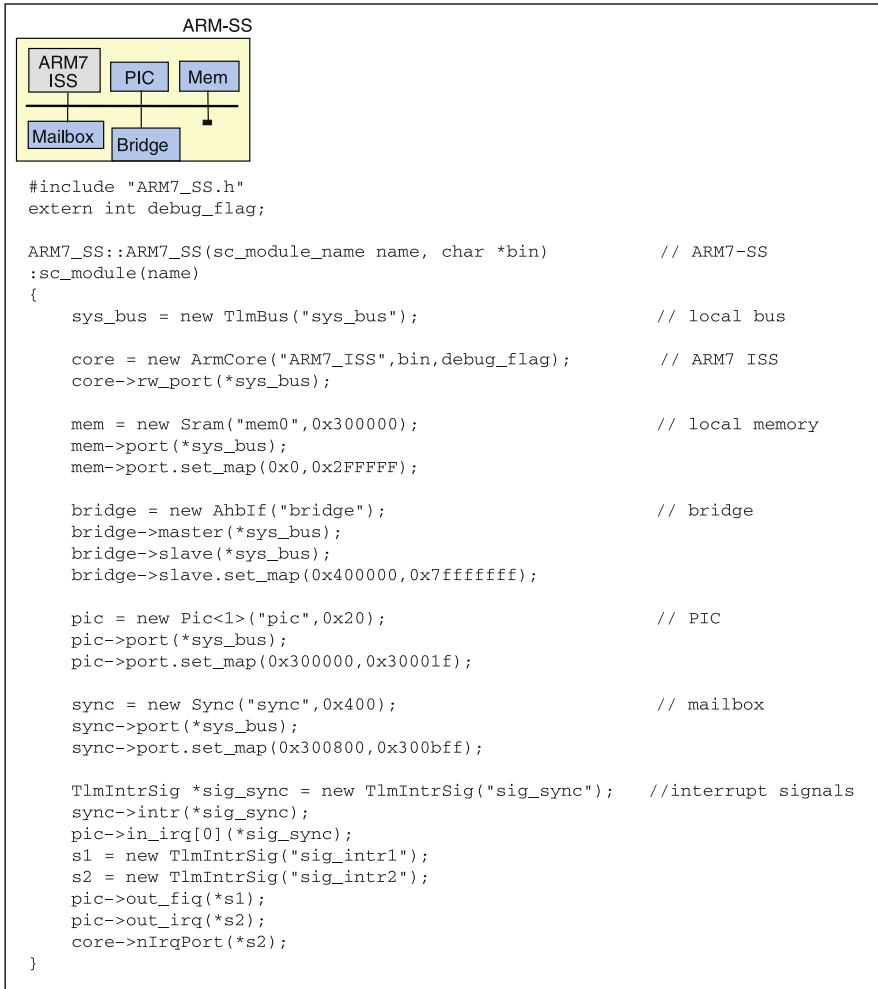 ARM-SS
ARM7
ISS
PIC
Mem
Mailbox
Bridge
#include "ARM7_SS.h"
extern int debug_flag;
ARM7_SS::ARM7_SS(sc_module_name name, char *bin) // ARM7-SS
:sc_module(name)
{
sys_bus = new TlmBus("sys_bus"); // local bus
core = new ArmCore("ARM7_ISS",bin,debug_flag); // ARM7 ISS
core->rw_port(*sys_bus);
mem = new Sram("mem0",0x300000); // local memory
mem->port(*sys_bus);
mem->port.set_map(0x0,0x2FFFFF);
bridge = new AhbIf("bridge"); // bridge
bridge->master(*sys_bus);
bridge->slave(*sys_bus);
bridge->slave.set_map(0x400000,0x7fffffff);
pic = new Pic<1>("pic",0x20); // PIC
pic->port(*sys_bus);
pic->port.set_map(0x300000,0x30001f);
sync = new Sync("sync",0x400); // mailbox
sync->port(*sys_bus);
sync->port.set_map(0x300800,0x300bff);
TlmIntrSig *sig_sync = new TlmIntrSig("sig_sync"); //interrupt signals
sync->intr(*sig_sync);
pic->in_irq[0](*sig_sync);
s1 = new TlmIntrSig("sig_intr1");
s2 = new TlmIntrSig("sig_intr2");
pic->out_fiq(*s1);
pic->out_irq(*s2);
core->nIrqPort(*s2);
}